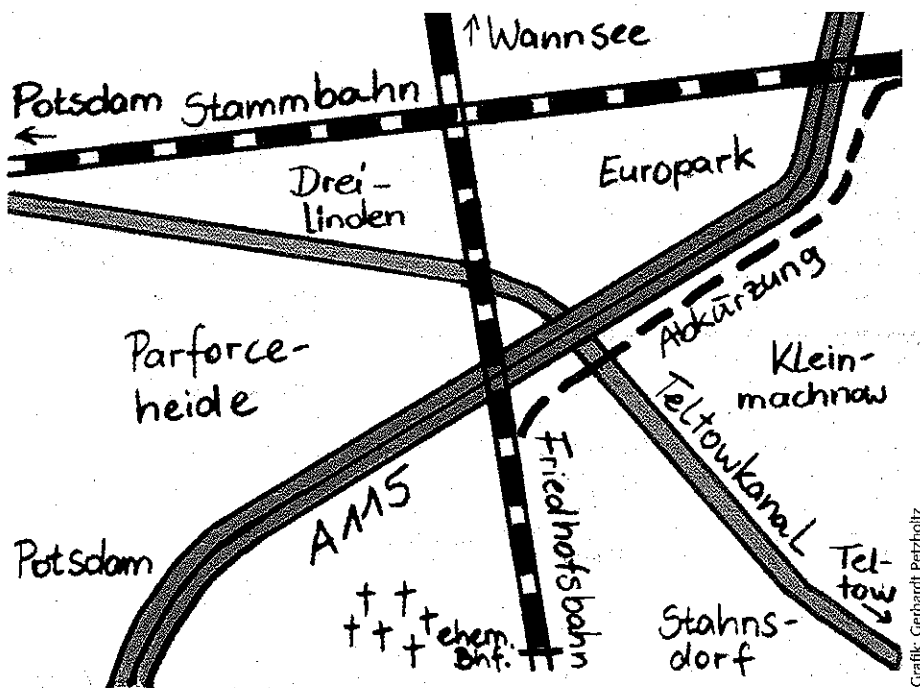 ↑ Wannsee
Potsdam
←
Stammbahn
Drei-
linden
Europark
Abkürzung
Parforce-
heide
Klein-
machnow
Teltowkanal
Friedhofsbahn
A115
Potsdam
ehem.
Bhf.
Stahns-
dorf
Tel-
tow
→
Grafik: Gerhardt Petzholtz